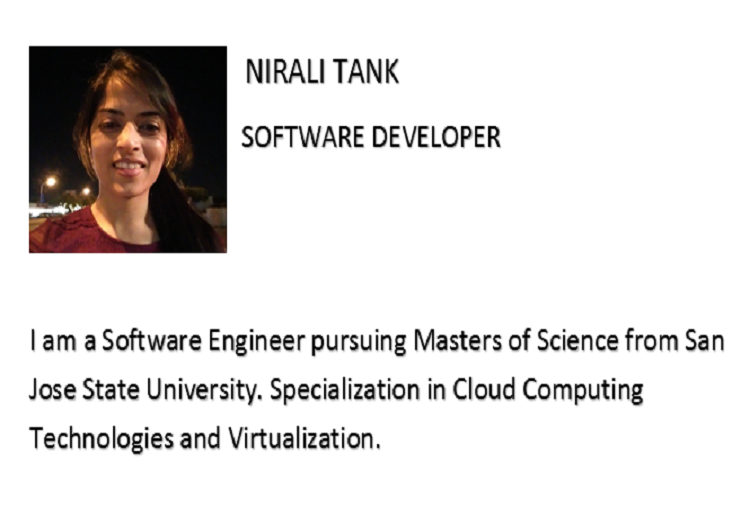 NIRALI TANK
SOFTWARE DEVELOPER
I am a Software Engineer pursuing Masters of Science from San
Jose State University. Specialization in Cloud Computing
Technologies and Virtualization.